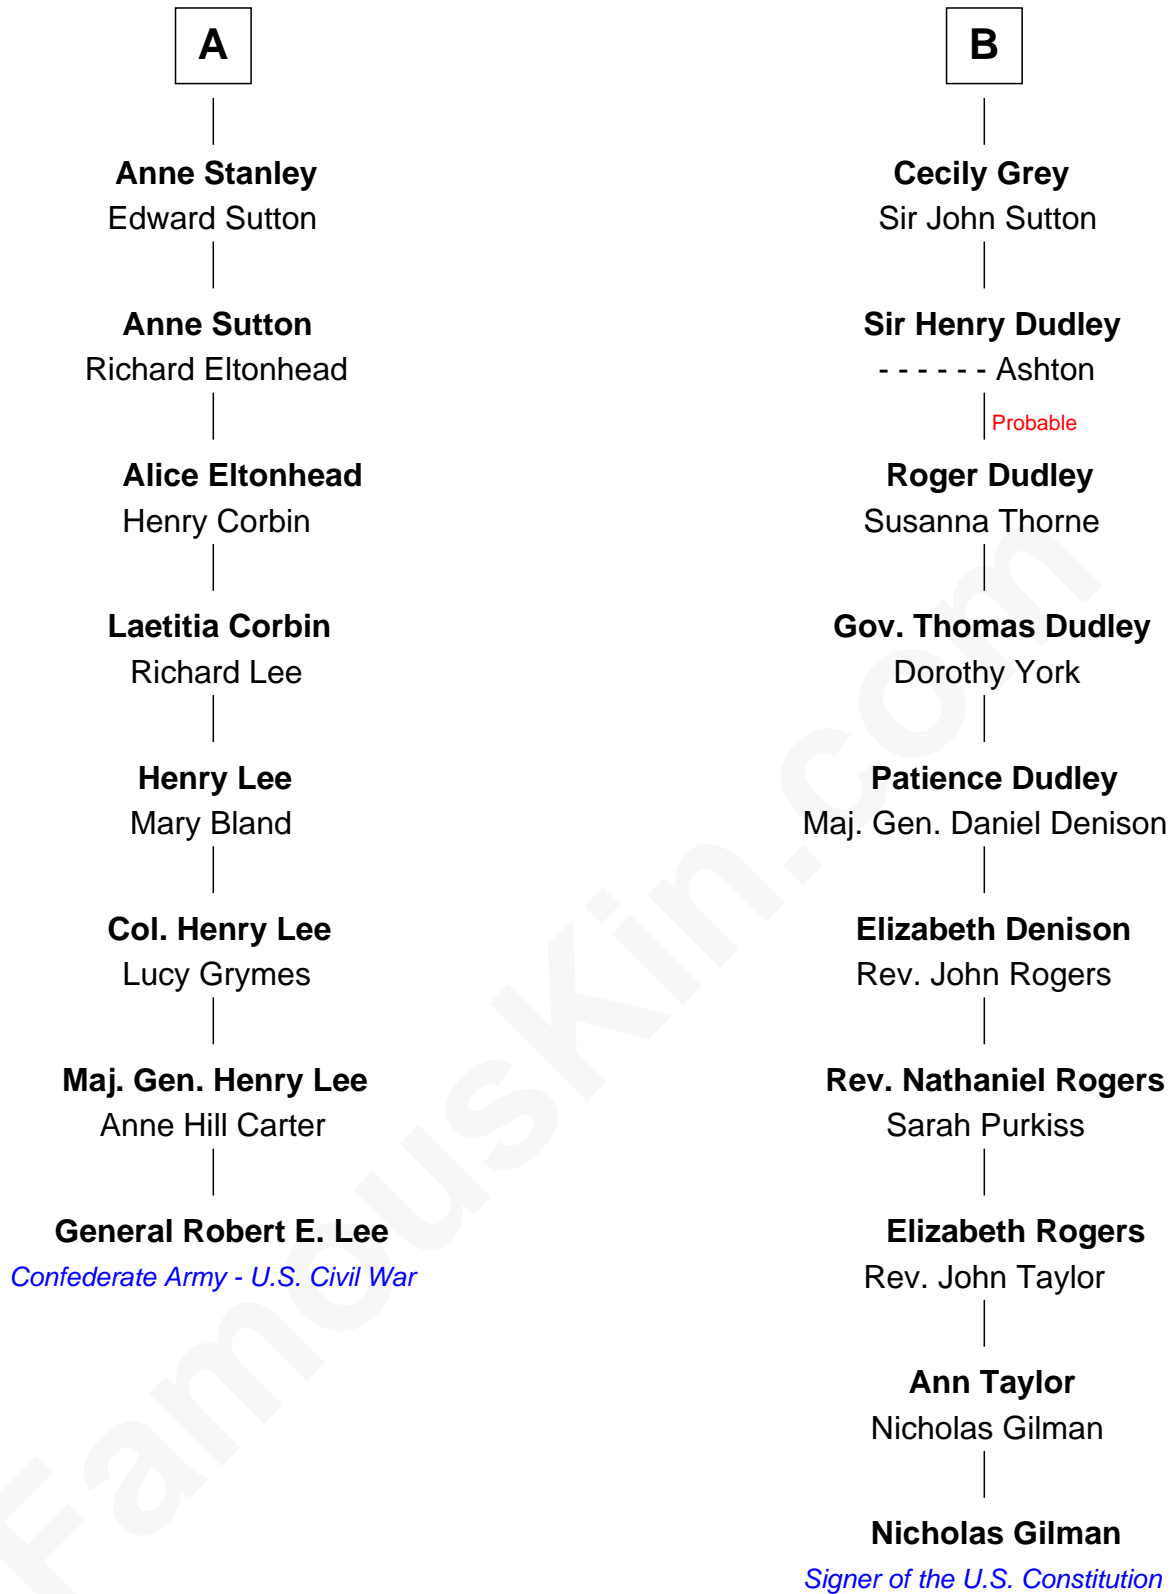 A
Anne Stanley
Edward Sutton
Anne Sutton
Richard Eltonhead
Alice Eltonhead
Henry Corbin
Laetitia Corbin
Richard Lee
Henry Lee
Mary Bland
Col. Henry Lee
Lucy Grymes
Maj. Gen. Henry Lee
Anne Hill Carter
General Robert E. Lee
Confederate Army - U.S. Civil War
B
Cecily Grey
Sir John Sutton
Sir Henry Dudley
- - - - - - Ashton
Probable
Roger Dudley
Susanna Thorne
Gov. Thomas Dudley
Dorothy York
Patience Dudley
Maj. Gen. Daniel Denison
Elizabeth Denison
Rev. John Rogers
Rev. Nathaniel Rogers
Sarah Purkiss
Elizabeth Rogers
Rev. John Taylor
Ann Taylor
Nicholas Gilman
Nicholas Gilman
Signer of the U.S. Constitution
FamousKin.com